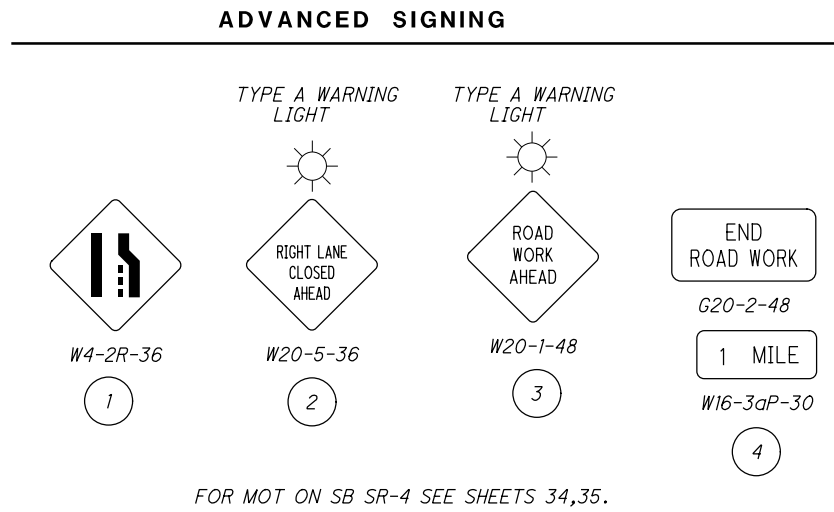 ADVANCED SIGNING
TYPE A WARNING
LIGHT
TYPE A WARNING
LIGHT
RIGHT LANE
CLOSED
AHEAD
ROAD
WORK
AHEAD
END
ROAD WORK
G20-2-48
1 MILE
W4-2R-36
W20-5-36
W20-1-48
W16-3aP-30
1
2
3
4
FOR MOT ON SB SR-4 SEE SHEETS 34,35.